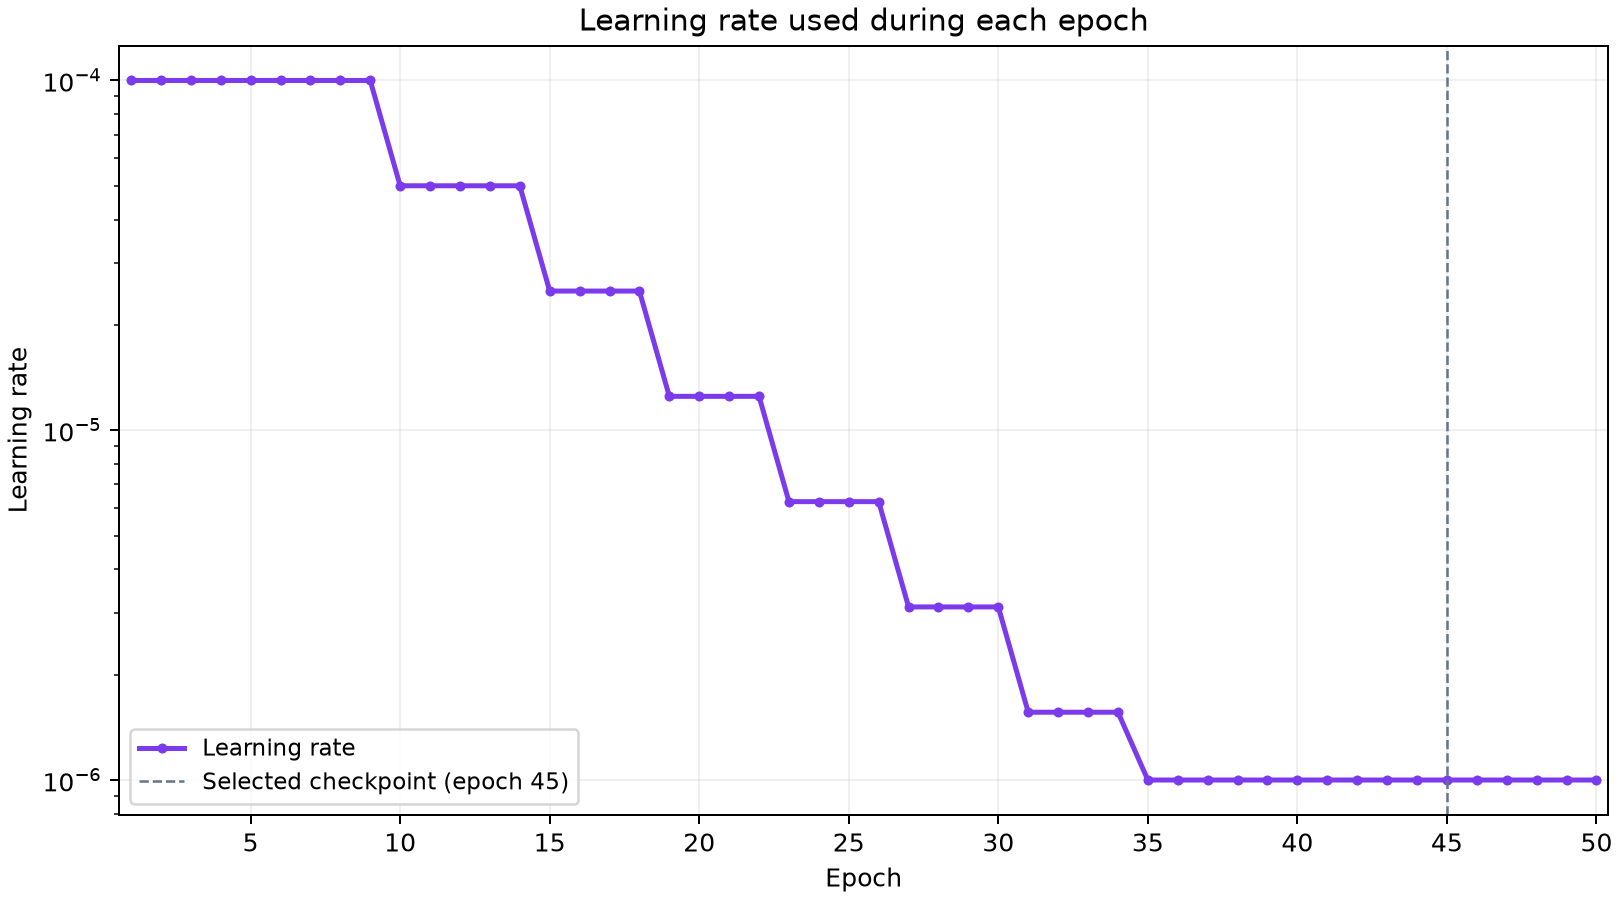 Learning rate used during each epoch
Learning rate
10⁻⁴
10⁻⁵
10⁻⁶
Learning rate
Selected checkpoint (epoch 45)
5 10 15 20 25 30 35 40 45 50
Epoch